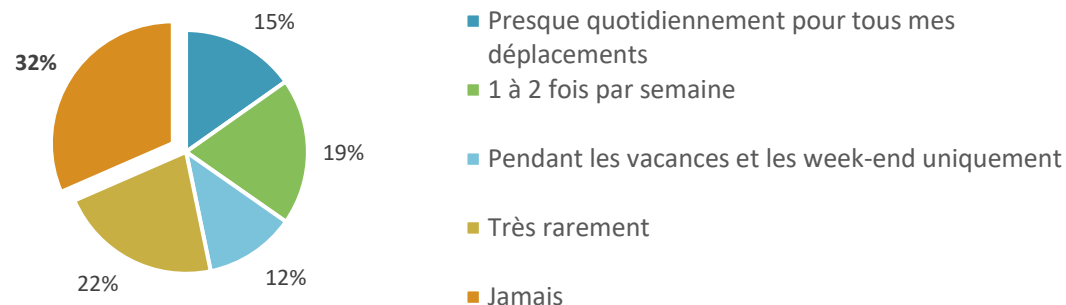 15%
32%
19%
22%
12%
Presque quotidiennement pour tous mes
déplacements
1 à 2 fois par semaine
Pendant les vacances et les week-end uniquement
Très rarement
Jamais